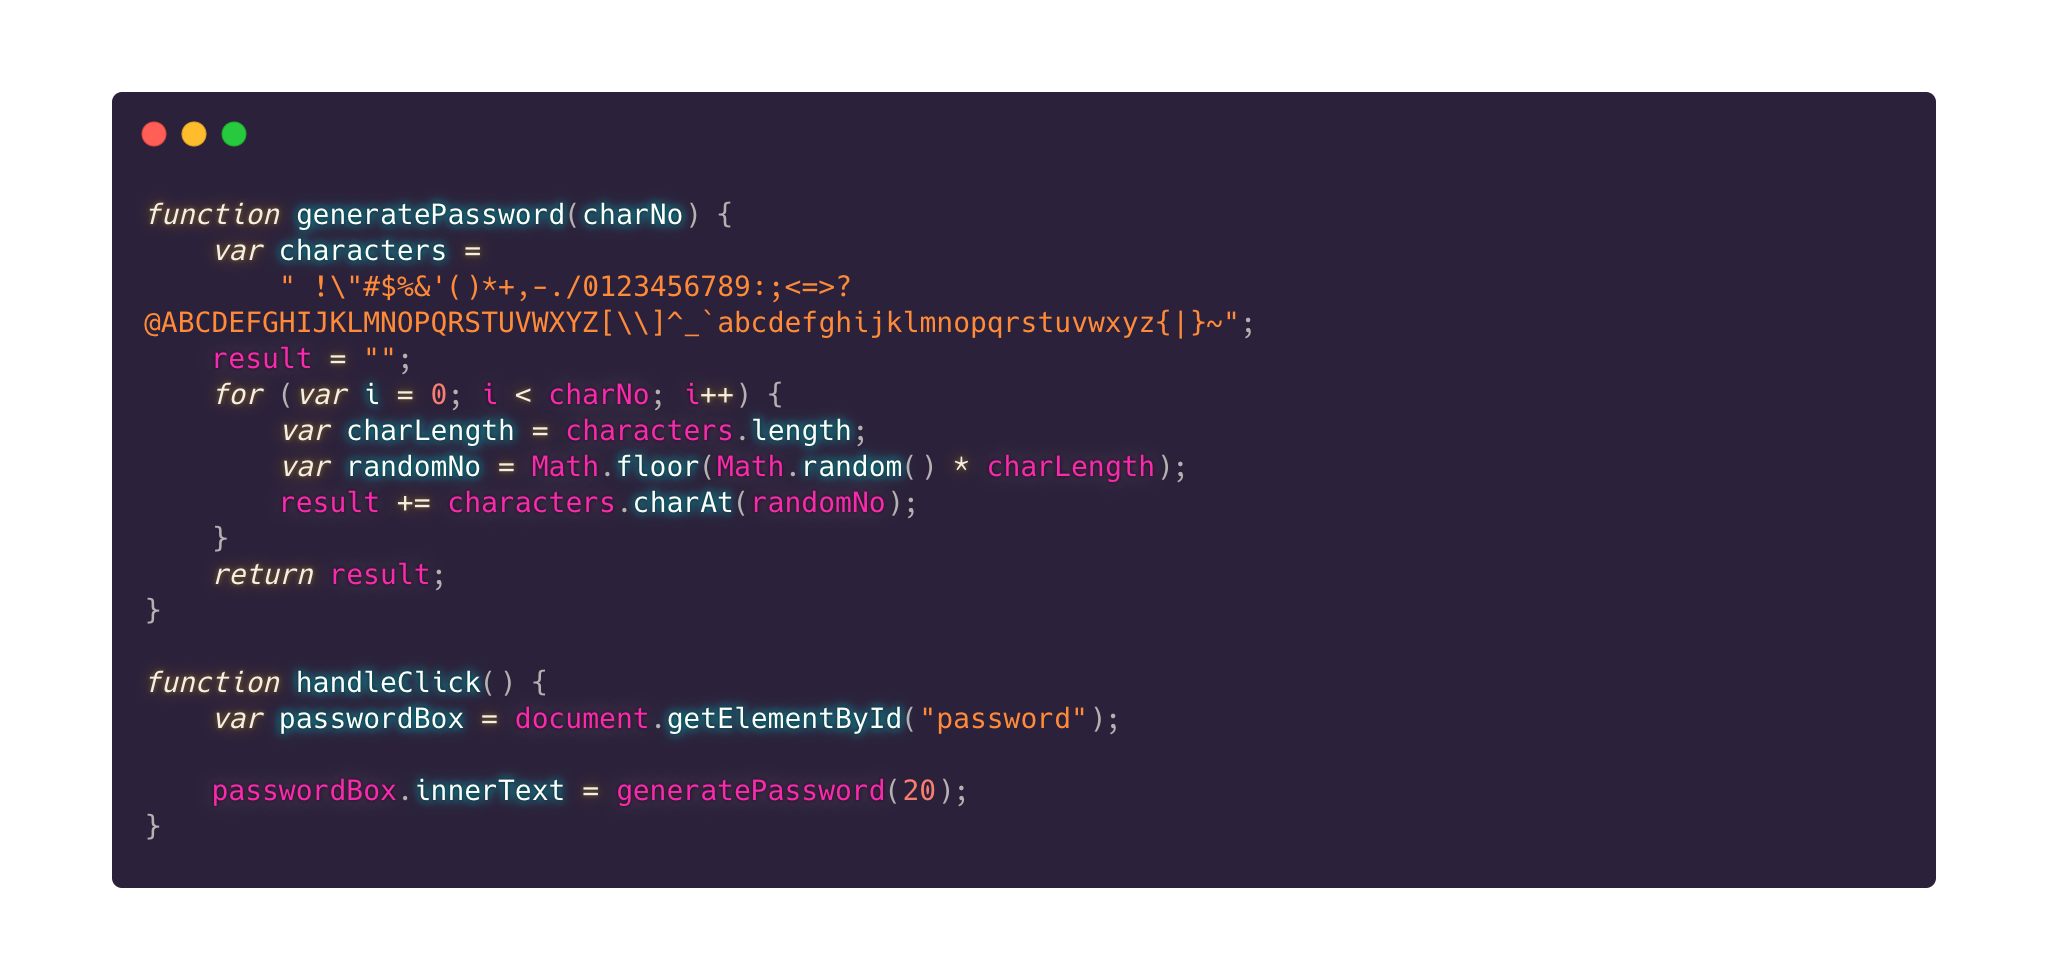 function generatePassword(charNo) {
    var characters =
        " !\"#$%&'()*+,-./0123456789:;<=>?
@ABCDEFGHIJKLMNOPQRSTUVWXYZ[\\]^_`abcdefghijklmnopqrstuvwxyz{|}~";
    result = "";
    for (var i = 0; i < charNo; i++) {
        var charLength = characters.length;
        var randomNo = Math.floor(Math.random() * charLength);
        result += characters.charAt(randomNo);
    }
    return result;
}

function handleClick() {
    var passwordBox = document.getElementById("password");

    passwordBox.innerText = generatePassword(20);
}